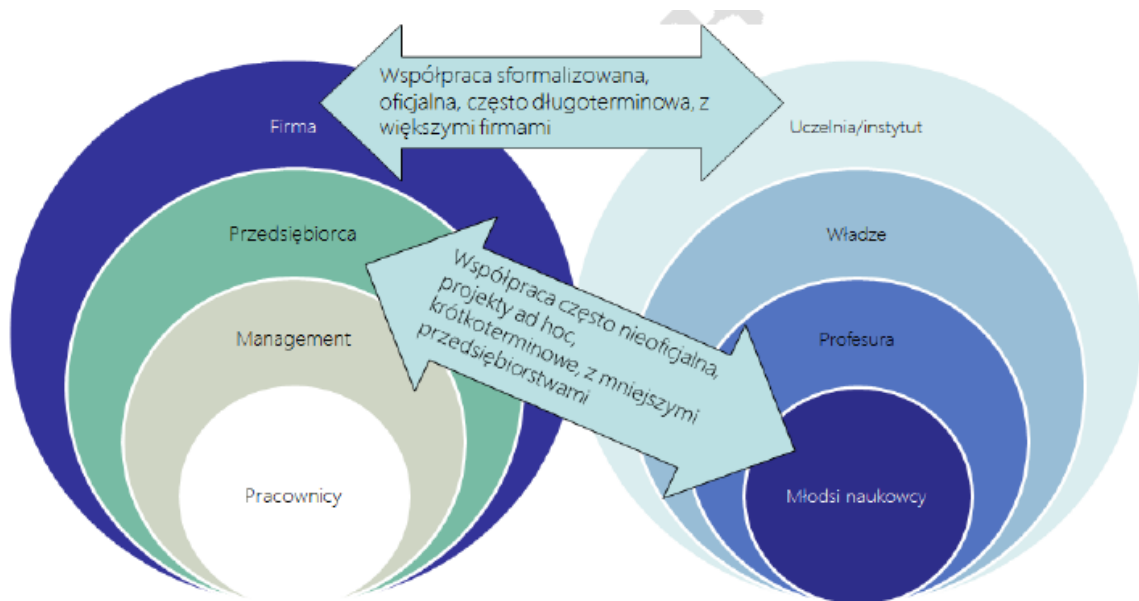 Współpraca sformalizowana,
oficjalna, często długoterminowa, z
większymi firmami
Firma
Uczelnia/instytut
Przedsiębiorca
Władze
Współpraca często nieoficjalna,
projekty ad hoc,
krótkoterminowe, z mniejszymi
przedsiębiorstwami
Management
Profesura
Pracownicy
Młodsi naukowcy